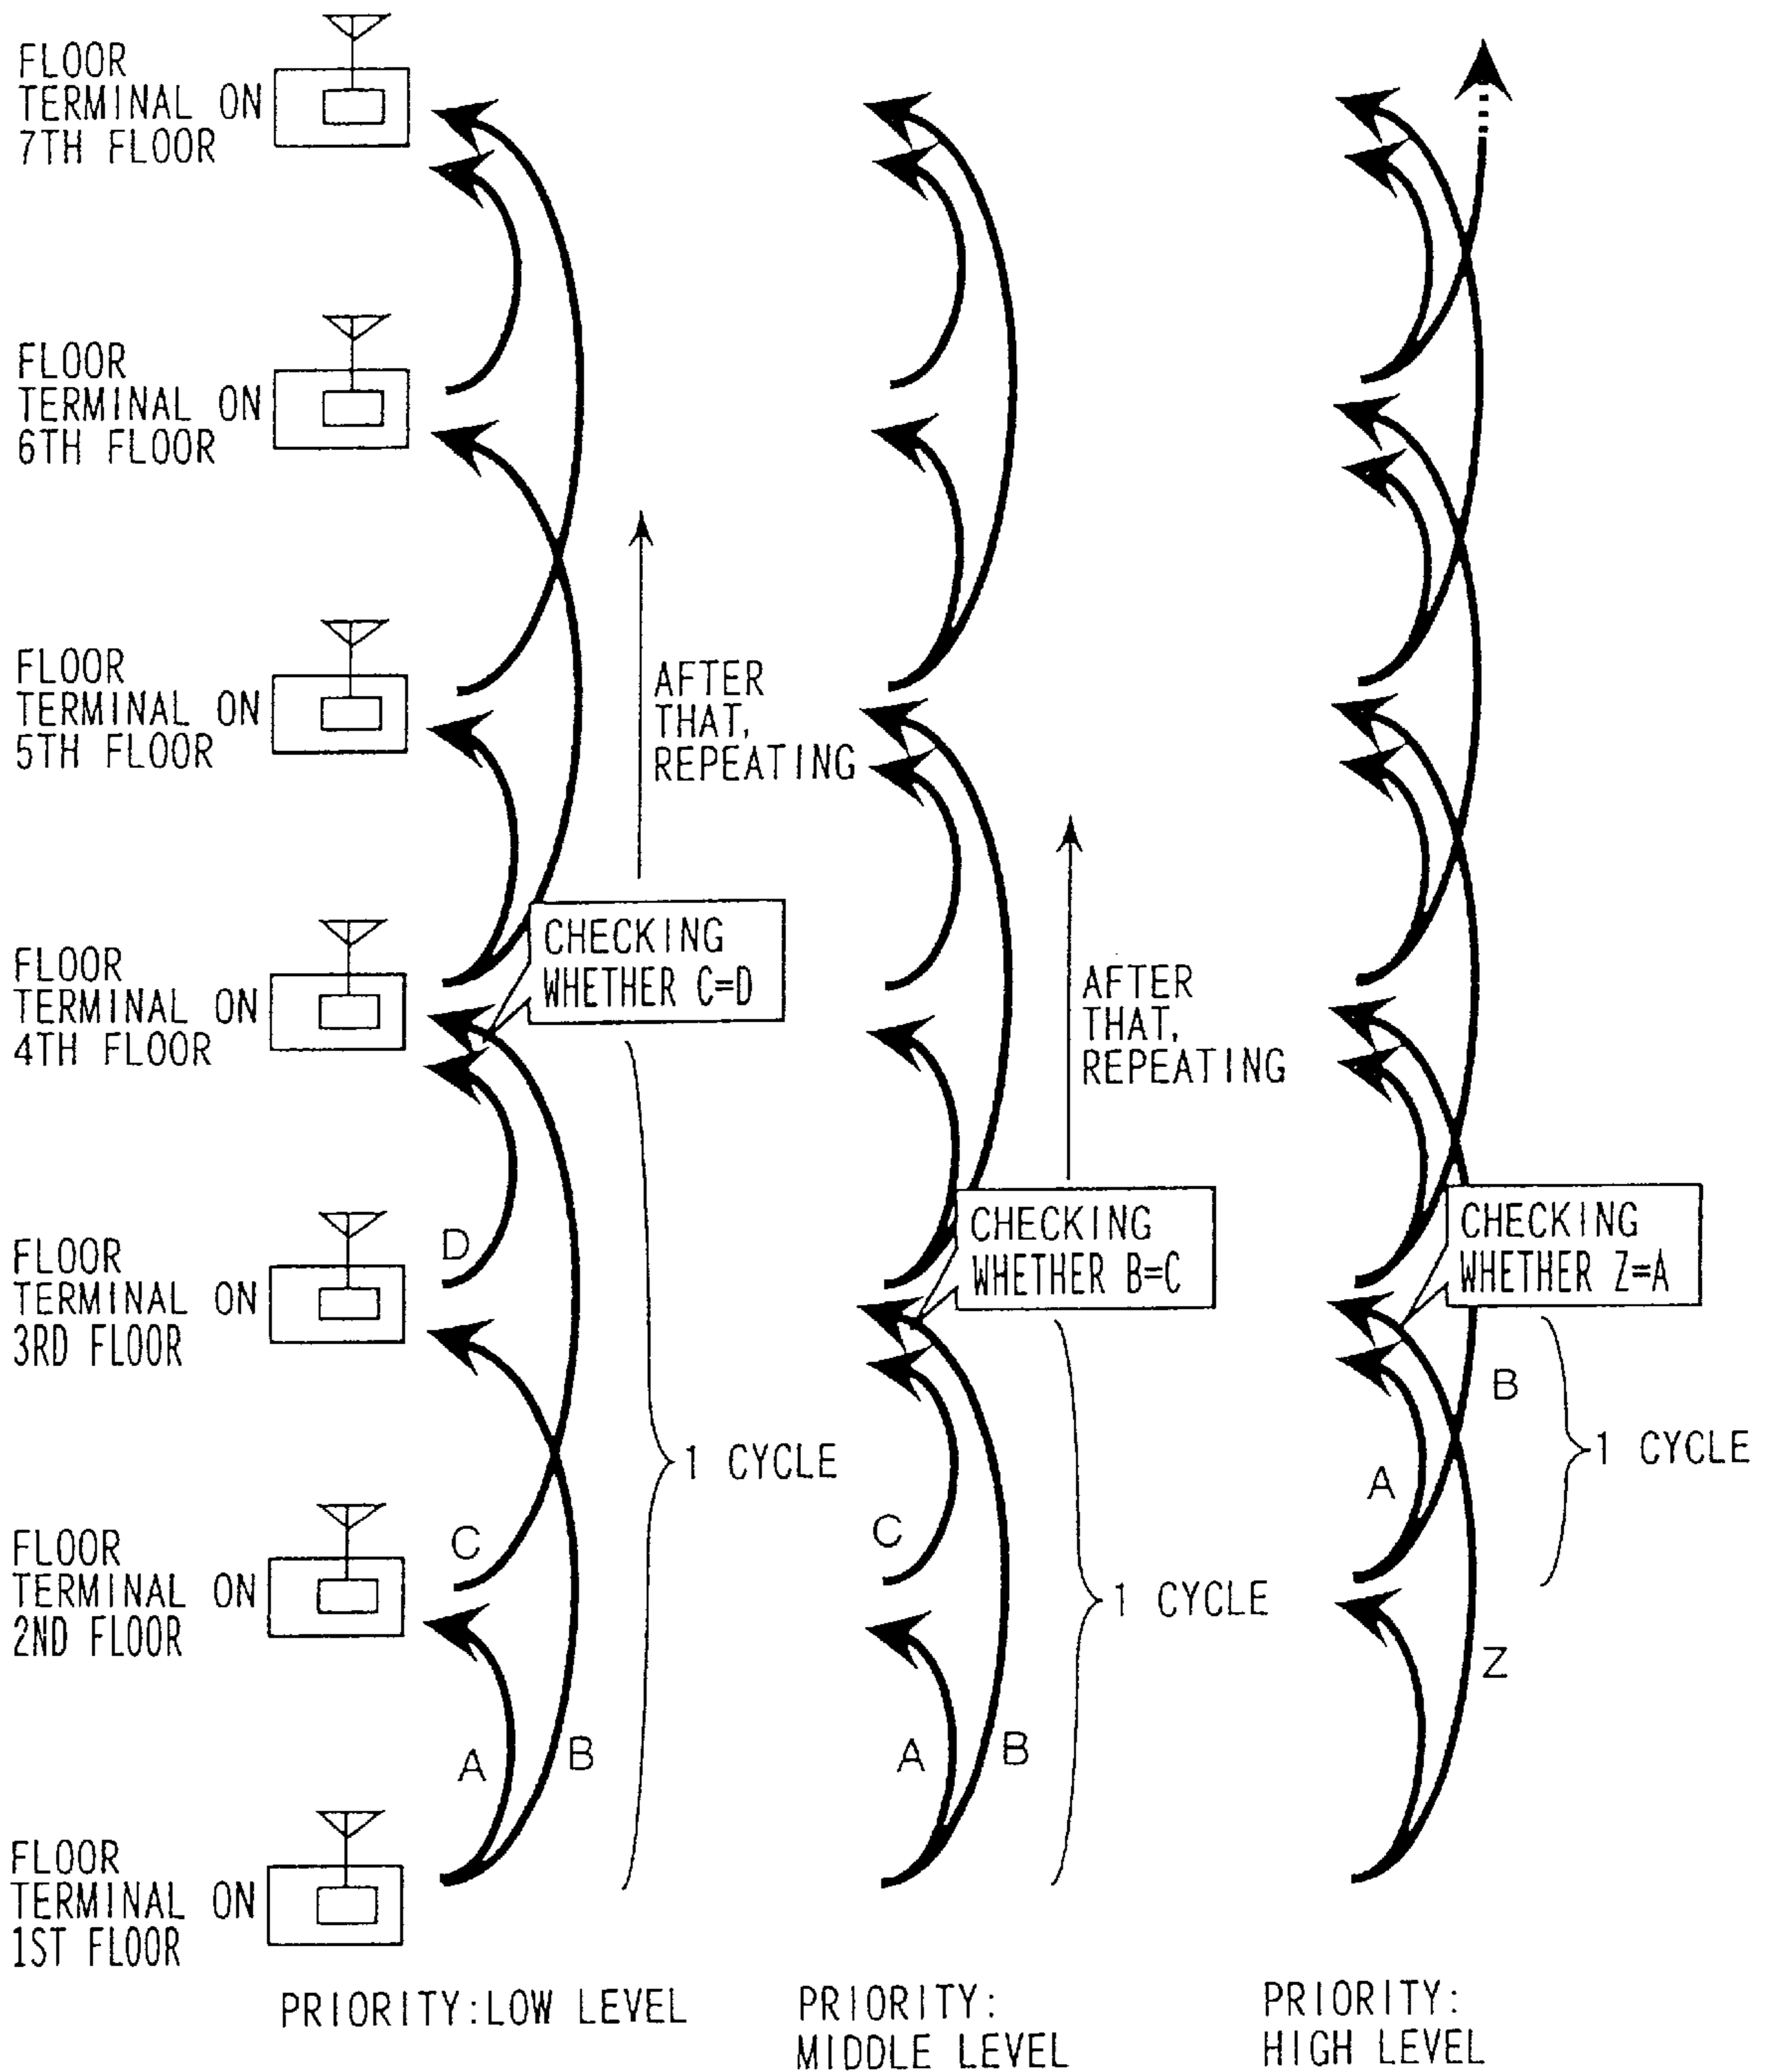 FLOOR
TERMINAL ON
7TH FLOOR
FLOOR
TERMINAL ON
6TH FLOOR
FLOOR
TERMINAL ON
5TH FLOOR
AFTER
THAT,
REPEATING
FLOOR
TERMINAL ON
4TH FLOOR
CHECKING
WHETHER C=D
AFTER
THAT,
REPEATING
FLOOR
TERMINAL ON
3RD FLOOR
D
CHECKING
WHETHER B=C
CHECKING
WHETHER Z=A
B
1 CYCLE
A
1 CYCLE
FLOOR
TERMINAL ON
2ND FLOOR
C
C
1 CYCLE
Z
A
B
A
B
FLOOR
TERMINAL ON
1ST FLOOR
PRIORITY:LOW LEVEL
PRIORITY:
MIDDLE LEVEL
PRIORITY:
HIGH LEVEL